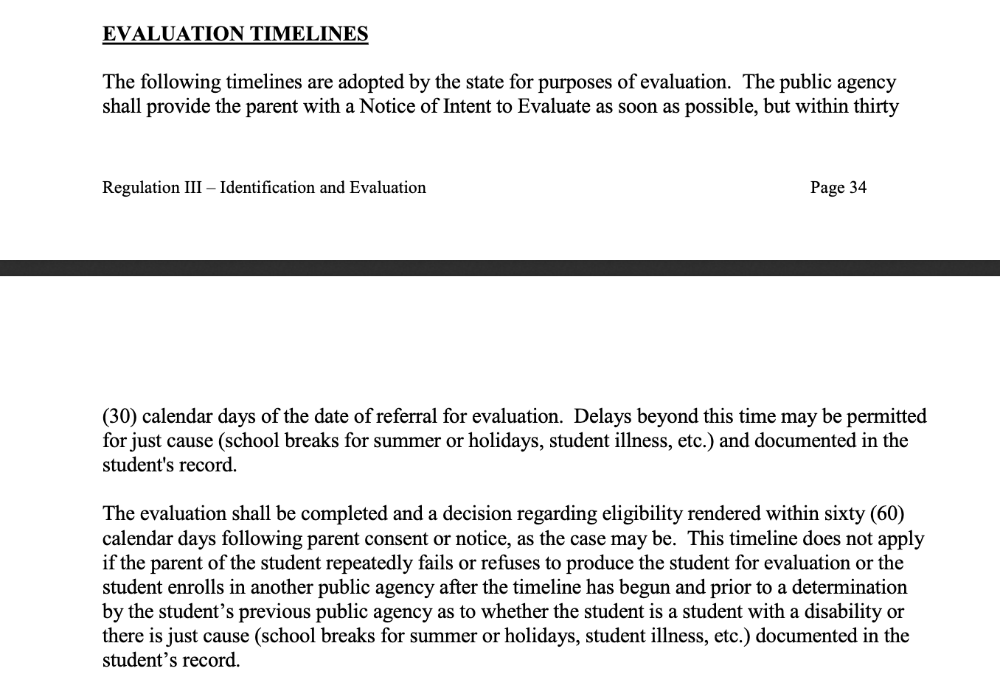 EVALUATION TIMELINES
The following timelines are adopted by the state for purposes of evaluation.  The public agency
shall provide the parent with a Notice of Intent to Evaluate as soon as possible, but within thirty
Regulation III – Identification and Evaluation Page 34
(30) calendar days of the date of referral for evaluation.  Delays beyond this time may be permitted
for just cause (school breaks for summer or holidays, student illness, etc.) and documented in the
student's record.
The evaluation shall be completed and a decision regarding eligibility rendered within sixty (60)
calendar days following parent consent or notice, as the case may be.  This timeline does not apply
if the parent of the student repeatedly fails or refuses to produce the student for evaluation or the
student enrolls in another public agency after the timeline has begun and prior to a determination
by the student’s previous public agency as to whether the student is a student with a disability or
there is just cause (school breaks for summer or holidays, student illness, etc.) documented in the
student’s record.